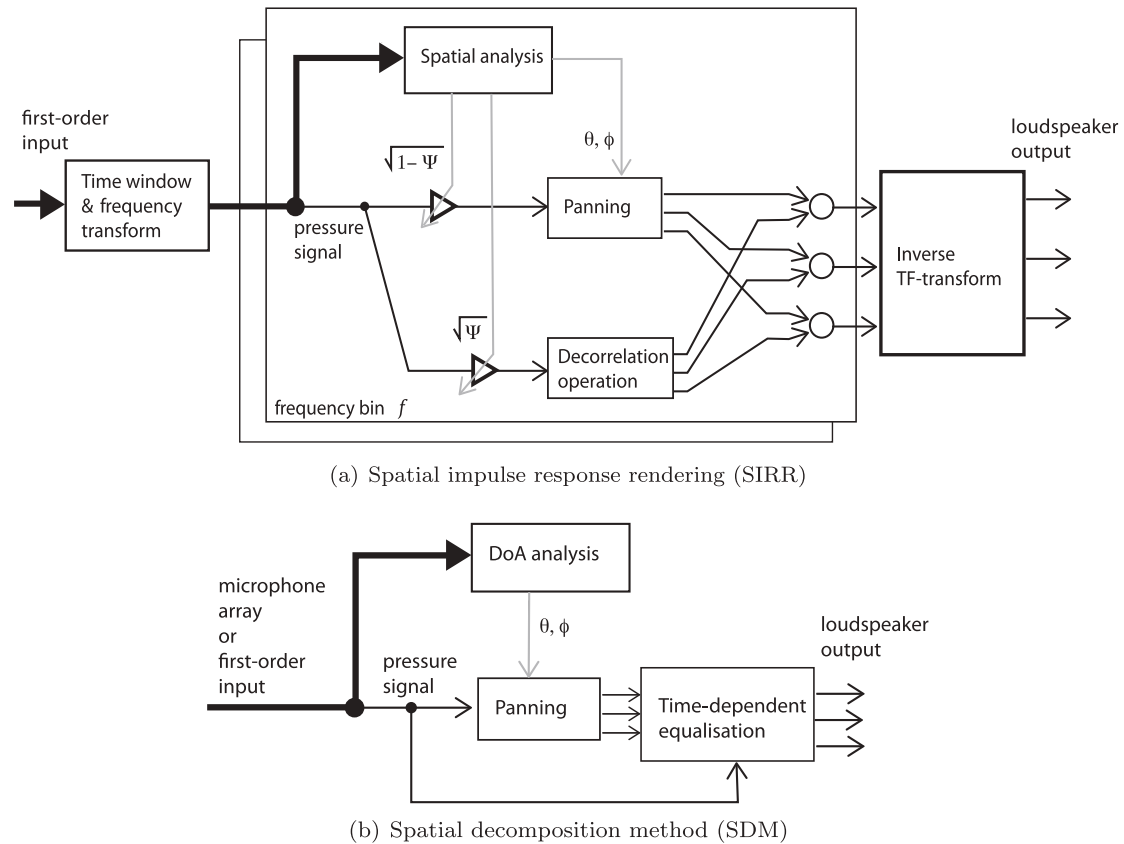 first-order
input
Time window
& frequency
transform
Spatial analysis
θ, ϕ
√1– Ψ
pressure
signal
Panning
√Ψ
Decorrelation
operation
frequency bin f
Inverse
TF-transform
loudspeaker
output
(a) Spatial impulse response rendering (SIRR)
microphone
array
or
first-order
input
DoA analysis
θ, ϕ
pressure
signal
Panning
Time-dependent
equalisation
loudspeaker
output
(b) Spatial decomposition method (SDM)